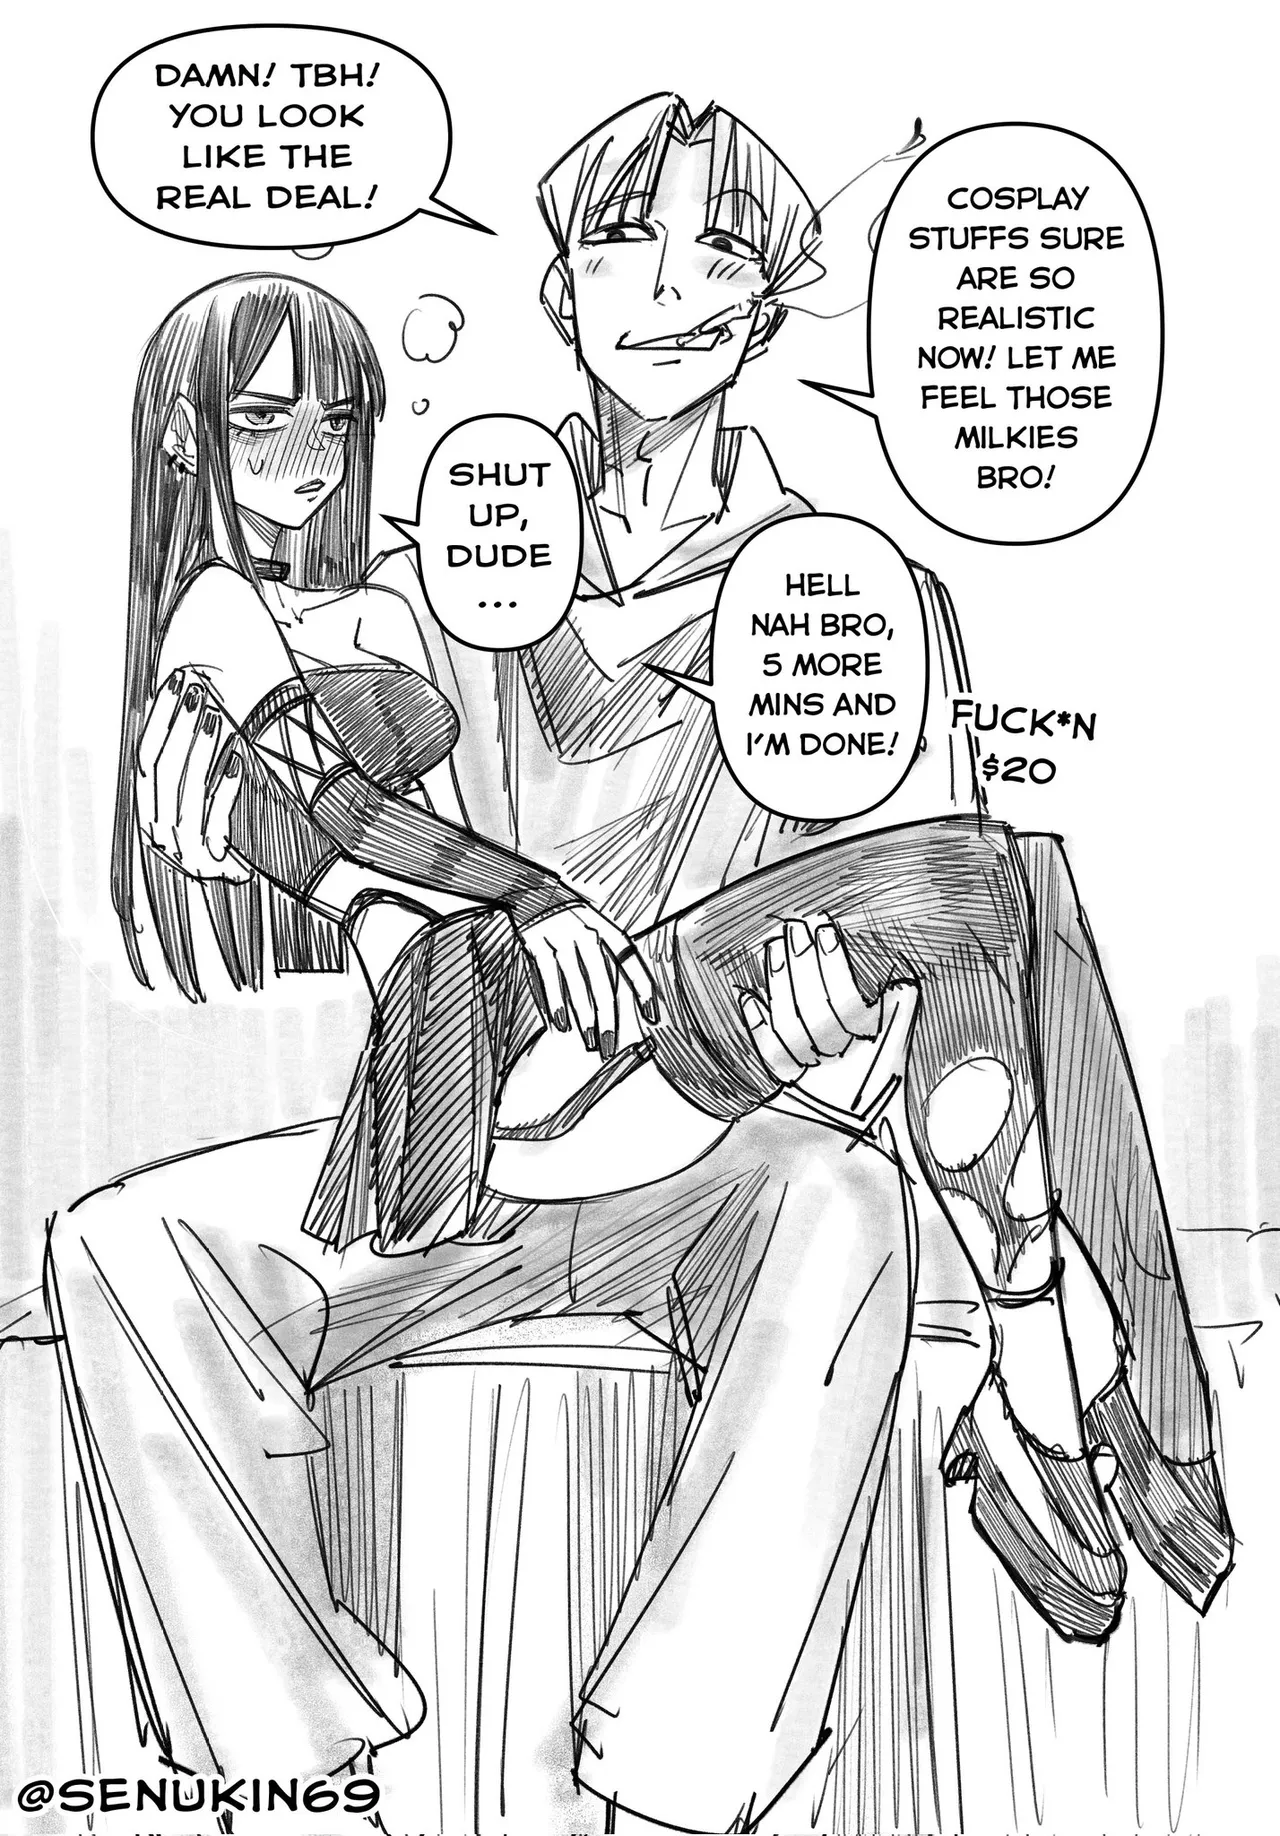 DAMN! TBH!
YOU LOOK
LIKE THE
REAL DEAL!
COSPLAY
STUFFS SURE
ARE SO
REALISTIC
NOW! LET ME
FEEL THOSE
MILKIES
BRO!
SHUT
UP,
DUDE
...
HELL
NAH BRO,
5 MORE
MINS AND
I'M DONE!
FUCK*N
$20
@SENUKIN69